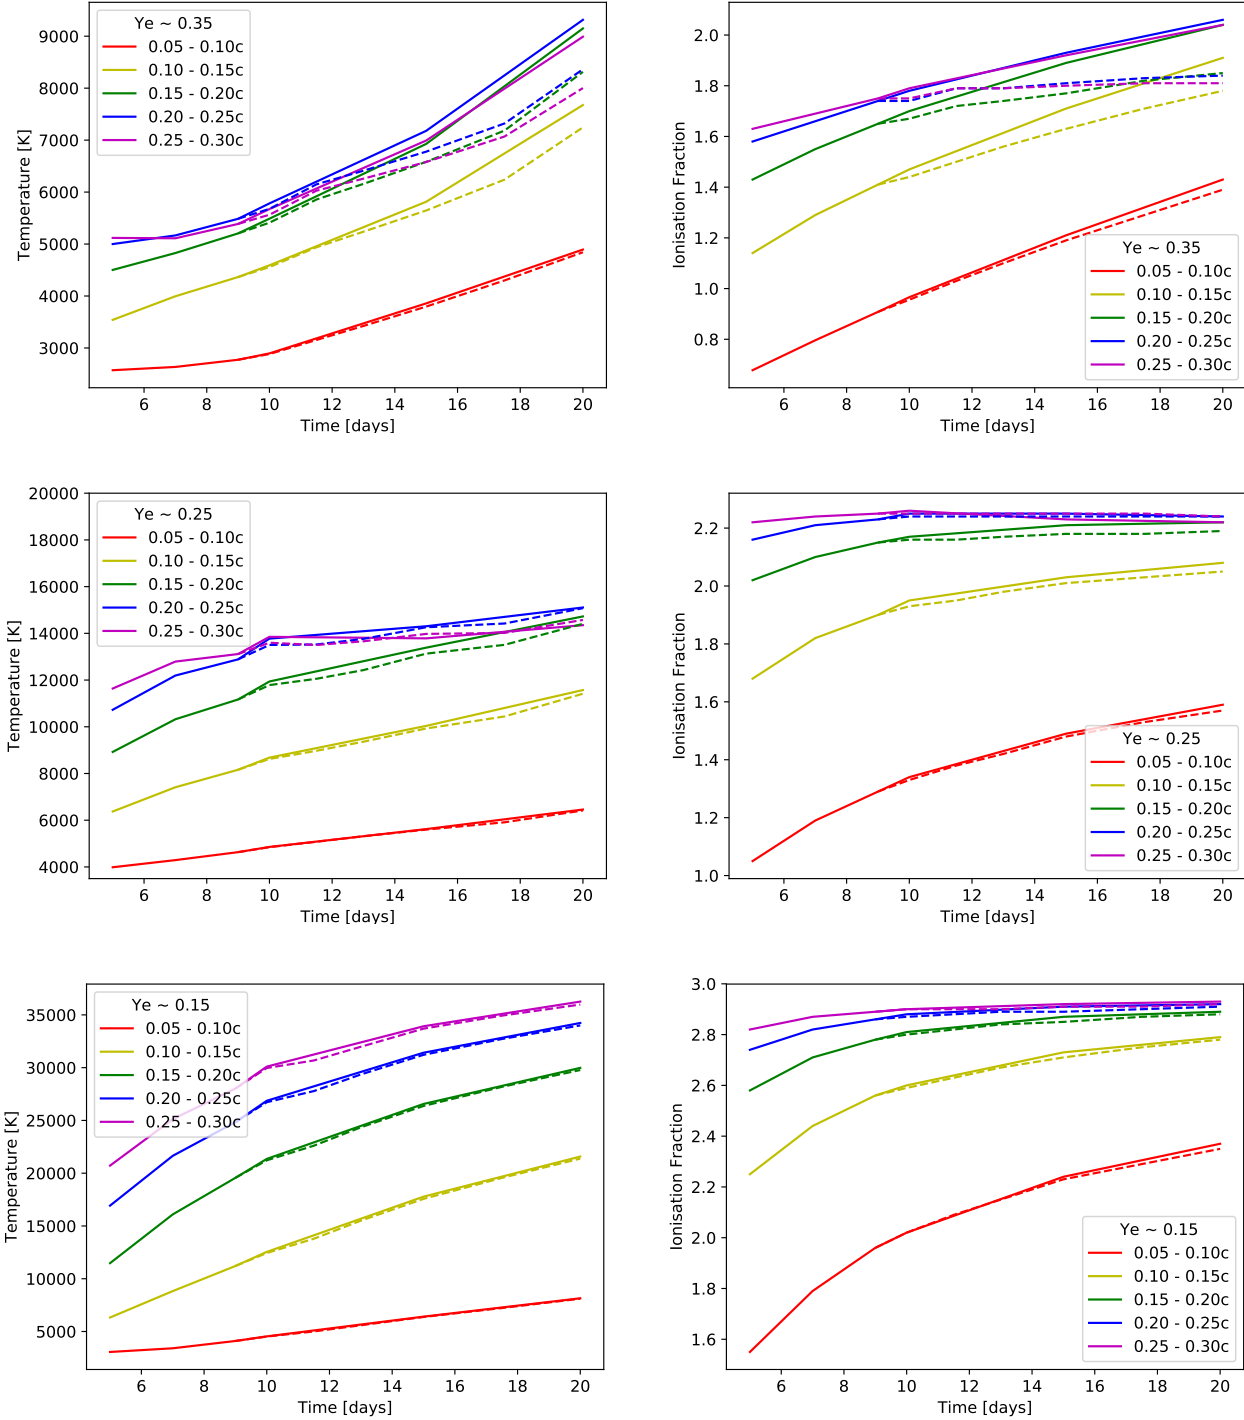 Ye ~ 0.35
0.05 - 0.10c
0.10 - 0.15c
0.15 - 0.20c
0.20 - 0.25c
0.25 - 0.30c
9000
8000
7000
6000
5000
4000
3000
Temperature [K]
6 8 10 12 14 16 18 20
Time [days]
2.0
1.8
1.6
1.4
1.2
1.0
0.8
Ionisation Fraction
Ye ~ 0.35
0.05 - 0.10c
0.10 - 0.15c
0.15 - 0.20c
0.20 - 0.25c
0.25 - 0.30c
6 8 10 12 14 16 18 20
Time [days]
Ye ~ 0.25
0.05 - 0.10c
0.10 - 0.15c
0.15 - 0.20c
0.20 - 0.25c
0.25 - 0.30c
20000
18000
16000
14000
12000
10000
8000
6000
4000
Temperature [K]
6 8 10 12 14 16 18 20
Time [days]
2.2
2.0
1.8
1.6
1.4
1.2
1.0
Ionisation Fraction
Ye ~ 0.25
0.05 - 0.10c
0.10 - 0.15c
0.15 - 0.20c
0.20 - 0.25c
0.25 - 0.30c
6 8 10 12 14 16 18 20
Time [days]
Ye ~ 0.15
0.05 - 0.10c
0.10 - 0.15c
0.15 - 0.20c
0.20 - 0.25c
0.25 - 0.30c
35000
30000
25000
20000
15000
10000
5000
Temperature [K]
6 8 10 12 14 16 18 20
Time [days]
3.0
2.8
2.6
2.4
2.2
2.0
1.8
1.6
Ionisation Fraction
Ye ~ 0.15
0.05 - 0.10c
0.10 - 0.15c
0.15 - 0.20c
0.20 - 0.25c
0.25 - 0.30c
6 8 10 12 14 16 18 20
Time [days]